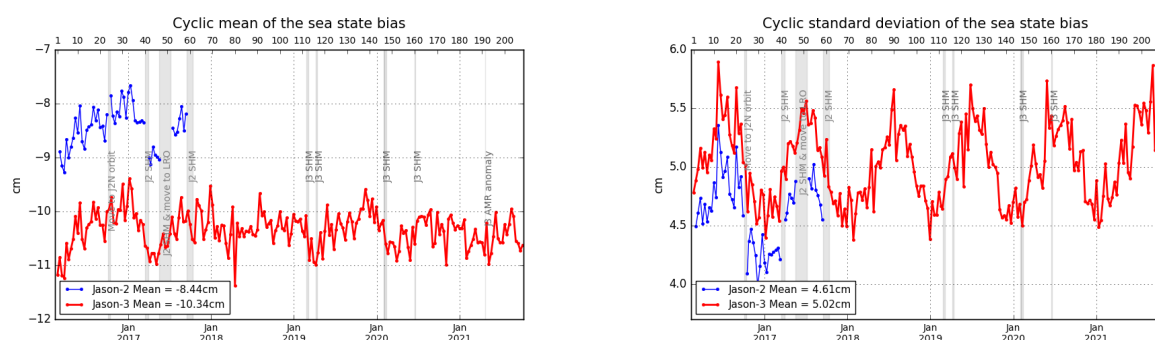 Cyclic mean of the sea state bias
1 10 20 30 40 50 60 70 80 90 100 110 120 130 140 150 160 170 180 190 200
−7
−8
−9
−10
−11
−12
cm
Move to J2N orbit
J2 SHM
J2 SHM & move to LRO
J2 SHM
J3 SHM
J3 SHM
J3 SHM
J3 SHM
J3 AMR anomaly
Jason-2 Mean = -8.44cm
Jason-3 Mean = -10.34cm
Jan 2017
Jan 2018
Jan 2019
Jan 2020
Jan 2021
Cyclic standard deviation of the sea state bias
1 10 20 30 40 50 60 70 80 90 100 110 120 130 140 150 160 170 180 190 200
6.0
5.5
5.0
4.5
4.0
cm
Move to J2N orbit
J2 SHM
J2 SHM & move to LRO
J2 SHM
J3 SHM
J3 SHM
J3 SHM
J3 SHM
Jason-2 Mean = 4.61cm
Jason-3 Mean = 5.02cm
Jan 2017
Jan 2018
Jan 2019
Jan 2020
Jan 2021